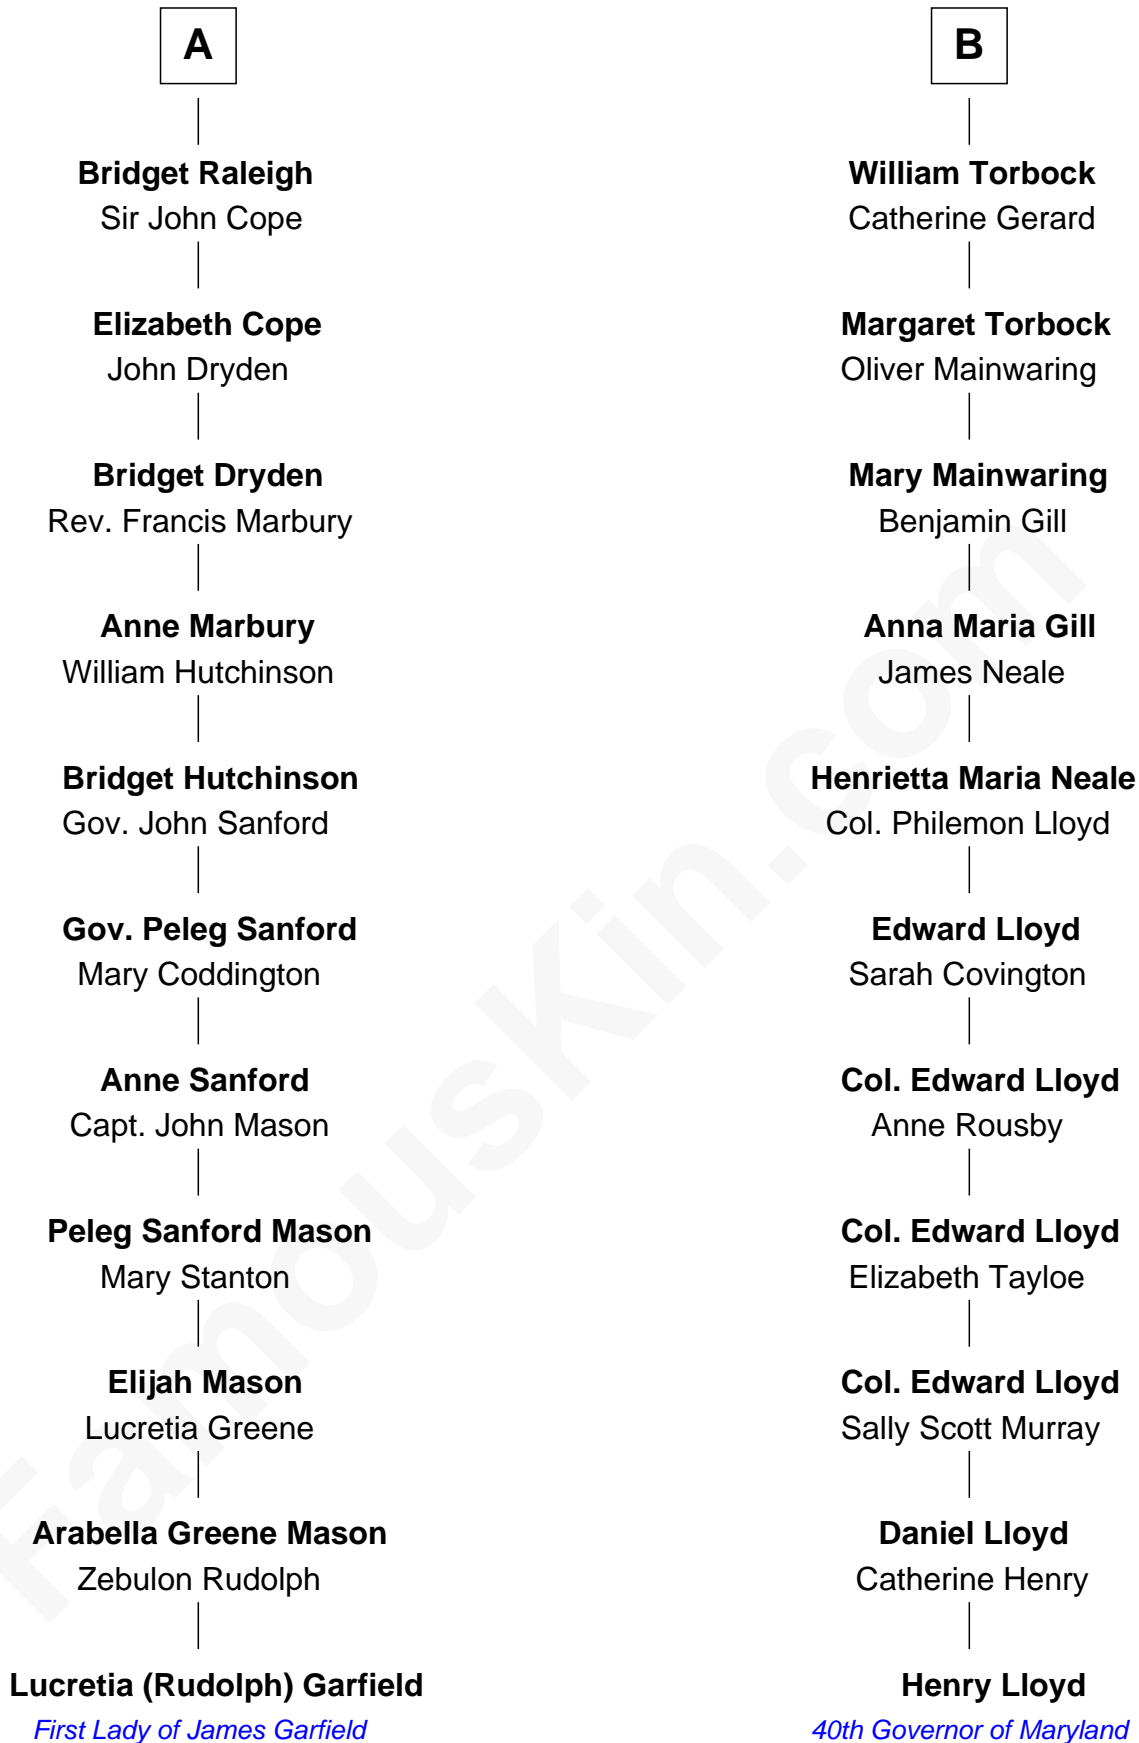 A
Bridget Raleigh
Sir John Cope
Elizabeth Cope
John Dryden
Bridget Dryden
Rev. Francis Marbury
Anne Marbury
William Hutchinson
Bridget Hutchinson
Gov. John Sanford
Gov. Peleg Sanford
Mary Coddington
Anne Sanford
Capt. John Mason
Peleg Sanford Mason
Mary Stanton
Elijah Mason
Lucretia Greene
Arabella Greene Mason
Zebulon Rudolph
Lucretia (Rudolph) Garfield
First Lady of James Garfield
B
William Torbock
Catherine Gerard
Margaret Torbock
Oliver Mainwaring
Mary Mainwaring
Benjamin Gill
Anna Maria Gill
James Neale
Henrietta Maria Neale
Col. Philemon Lloyd
Edward Lloyd
Sarah Covington
Col. Edward Lloyd
Anne Rousby
Col. Edward Lloyd
Elizabeth Tayloe
Col. Edward Lloyd
Sally Scott Murray
Daniel Lloyd
Catherine Henry
Henry Lloyd
40th Governor of Maryland
FamousKin.com